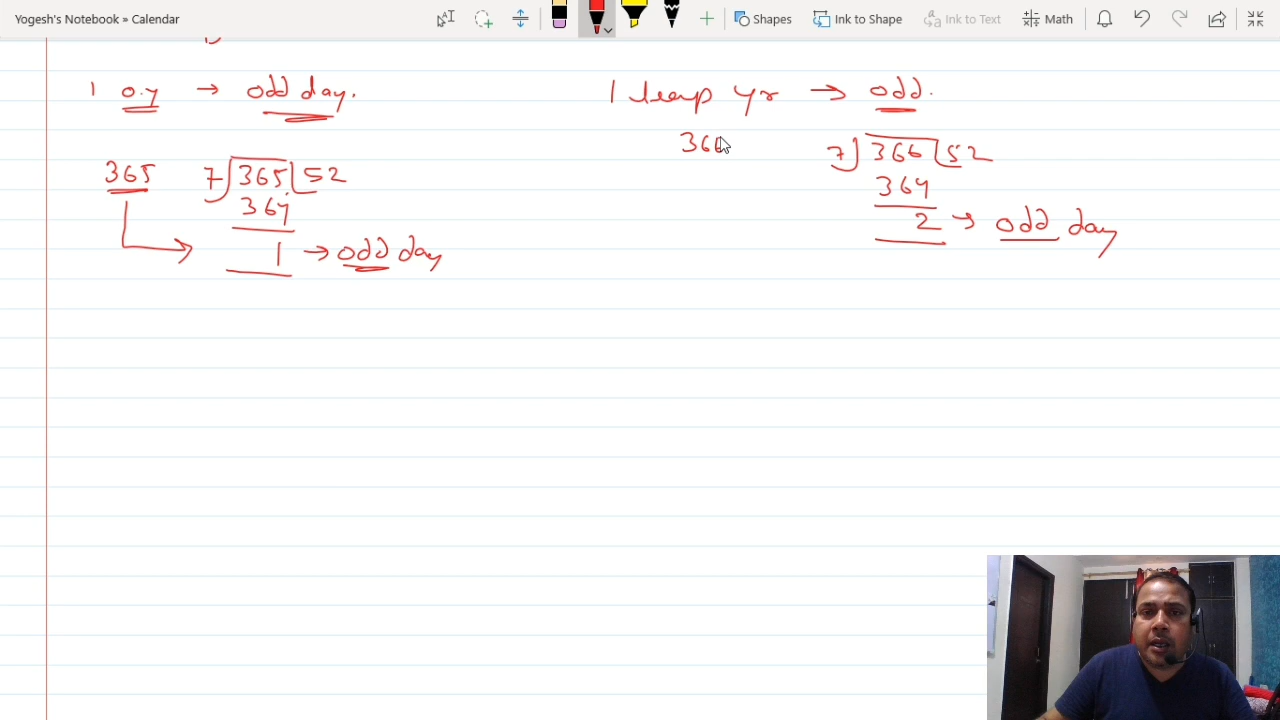 Yogesh's Notebook » Calendar
Shapes
Ink to Shape
Ink to Text
Math
1 o.y → odd day.
365
7)365(52
364
1 → odd day
1 leap yr → odd.
366
7)366(52
364
2 → odd day